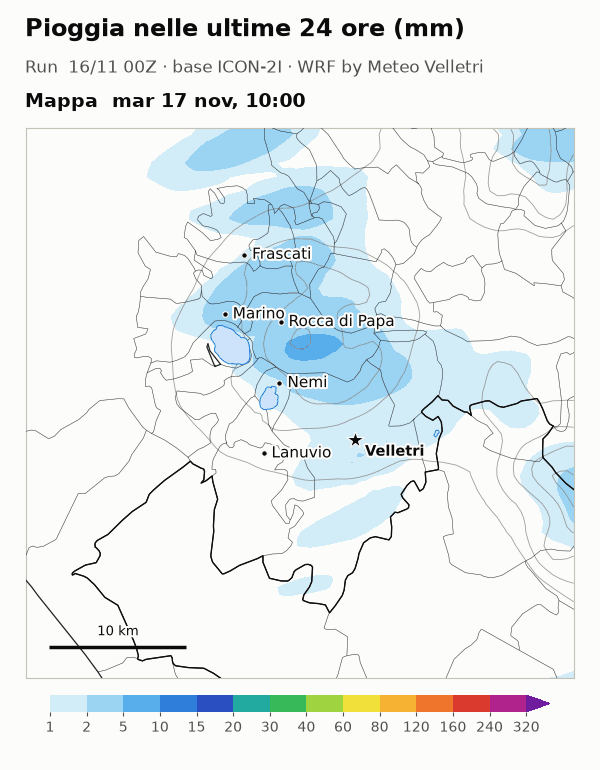 Pioggia nelle ultime 24 ore (mm)
Run  16/11 00Z · base ICON-2I · WRF by Meteo Velletri
Mappa  mar 17 nov, 10:00
Frascati
Marino
Rocca di Papa
Nemi
Velletri
Lanuvio
10 km
1 2 5 10 15 20 30 40 60 80 120 160 240 320